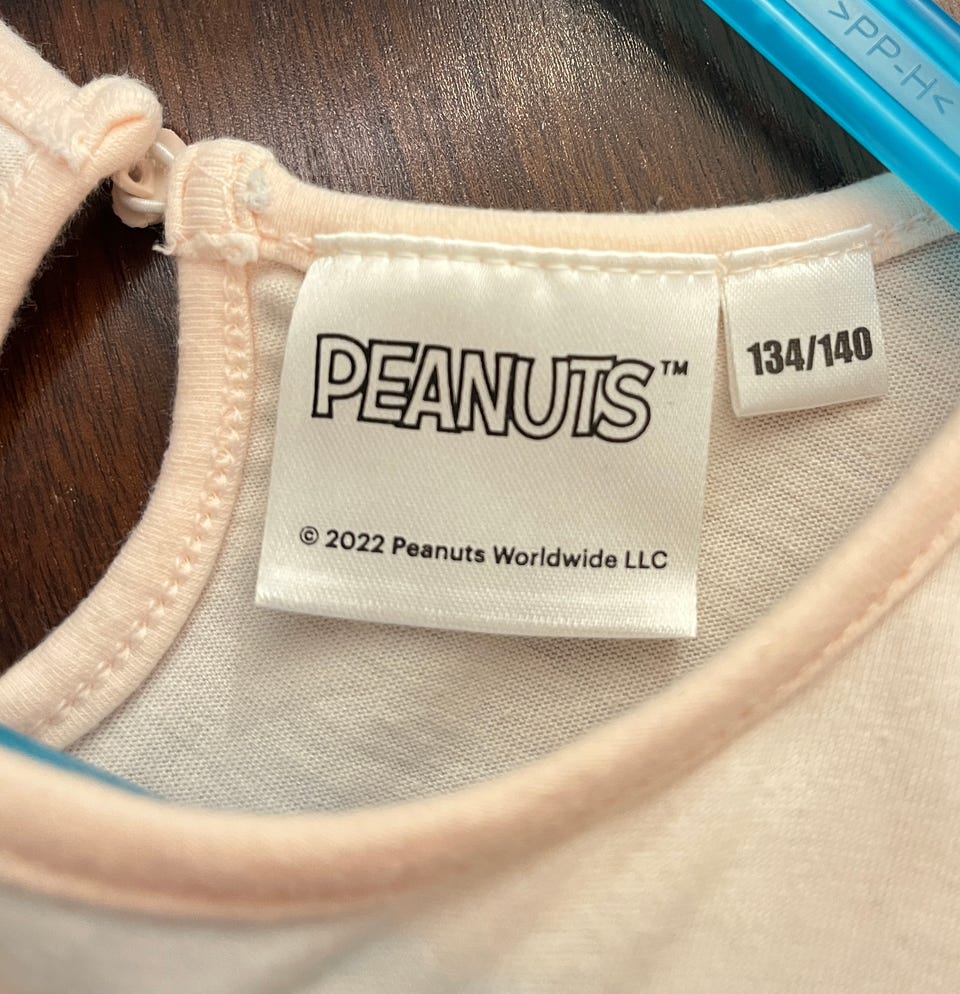 >PP-H<
PEANUTS™
134/140
© 2022 Peanuts Worldwide LLC